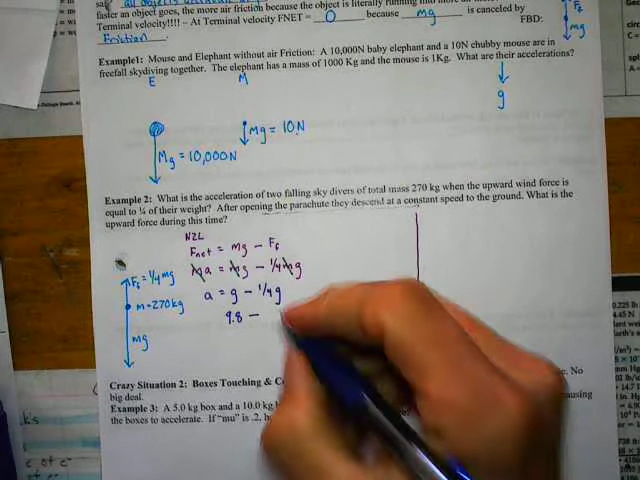 faster an object goes, the more air friction because the object is literally running into more air
Terminal velocity!!!! – At Terminal velocity FNET = 0 because mg is canceled by
Friction
FBD:
Ff
mg
Example1: Mouse and Elephant without air Friction: A 10,000N baby elephant and a 10N chubby mouse are in
freefall skydiving together. The elephant has a mass of 1000 Kg and the mouse is 1Kg. What are their accelerations?
E M
g
Mg = 10,000N
Mg = 10N
Example 2: What is the acceleration of two falling sky divers of total mass 270 kg when the upward wind force is
equal to ¼ of their weight? After opening the parachute they descend at a constant speed to the ground. What is the
upward force during this time?
N2L
Fnet = mg – Ff
Ff = 1/4 mg
ma = mg – 1/4 mg
m = 270kg
a = g – 1/4 g
9.8 –
mg
Crazy Situation 2: Boxes Touching &
big deal.
Example 3: A 5.0 kg box and a 10.0 kg
the boxes to accelerate. If "mu" is .2,